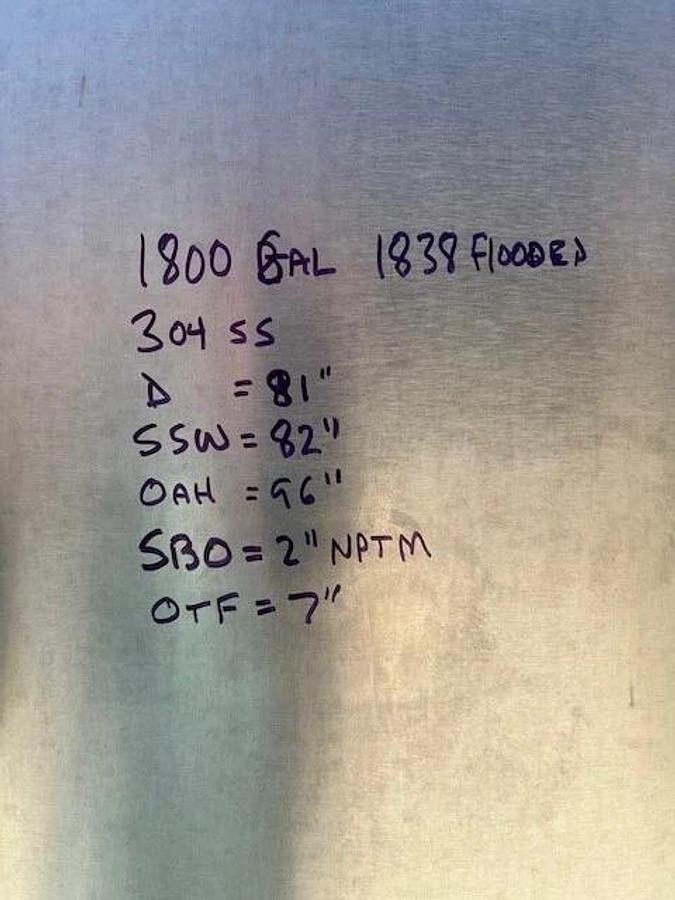 1800 GAL 1838 FlOODED
304 SS
D = 81"
SSW = 82"
OAH = 96"
SBO = 2" NPTM
OTF = 7"